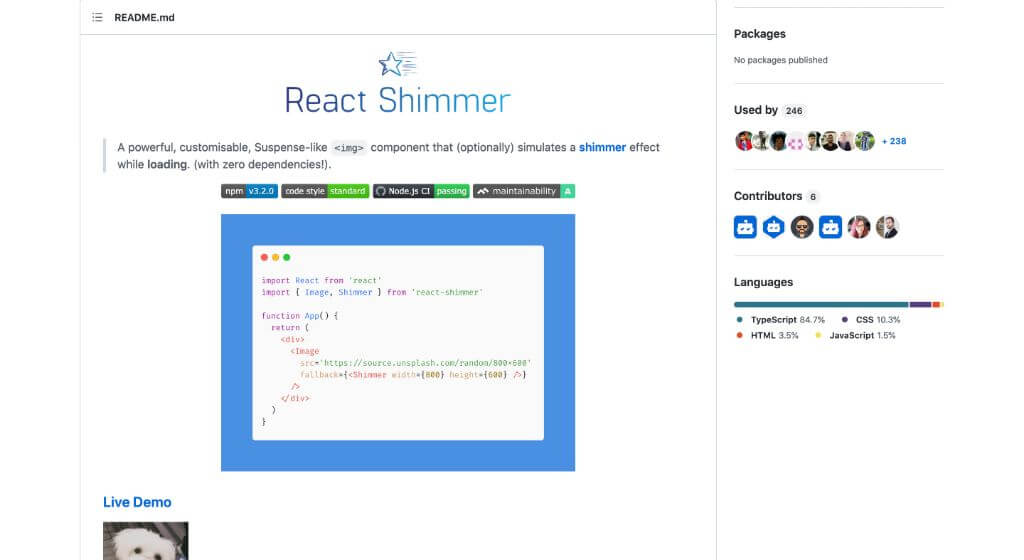 README.md
React Shimmer
A powerful, customisable, Suspense-like <img> component that (optionally) simulates a shimmer effect
while loading. (with zero dependencies!).
npm v3.2.0 code style standard Node.js CI passing maintainability A
import React from 'react'
import { Image, Shimmer } from 'react-shimmer'
function App() {
return (
<div>
<Image
src='https://source.unsplash.com/random/800×600'
fallback={<Shimmer width={800} height={600} />}
/>
</div>
)
}
Live Demo
Packages
No packages published
Used by 246
+ 238
Contributors 6
Languages
TypeScript 84.7% CSS 10.3%
HTML 3.5% JavaScript 1.5%